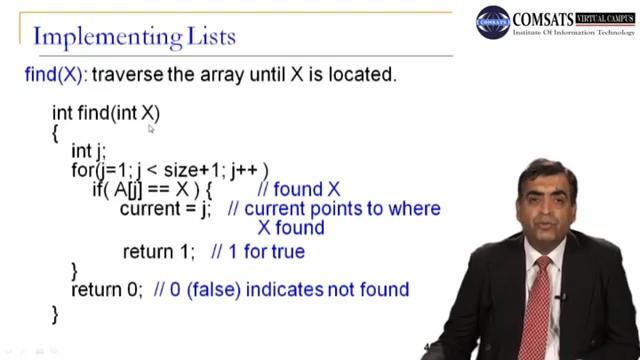 Implementing Lists
COMSATS VIRTUAL CAMPUS
Institute Of Information Technology
find(X): traverse the array until X is located.
int find(int X)
{
int j;
for(j=1; j < size+1; j++ )
if( A[j] == X ) { // found X
current = j; // current points to where
X found
return 1; // 1 for true
}
return 0; // 0 (false) indicates not found
}
4